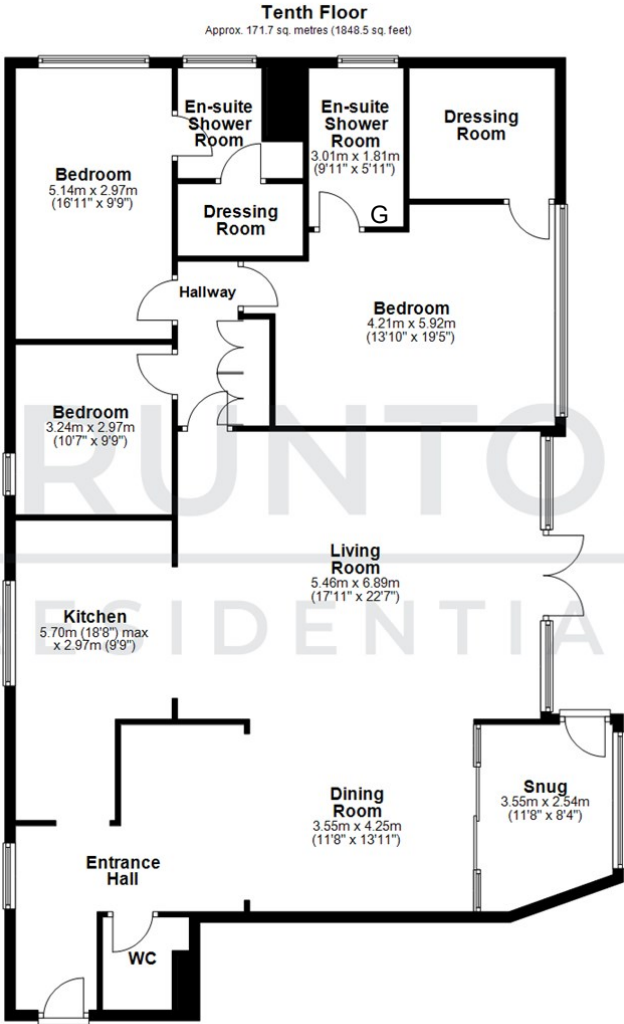 Tenth Floor
Approx. 171.7 sq. metres (1848.5 sq. feet)
En-suite
Shower
Room
En-suite
Shower
Room
3.01m x 1.81m
(9'11" x 5'11")
Dressing
Room
Bedroom
5.14m x 2.97m
(16'11" x 9'9")
Dressing
Room
G
Hallway
Bedroom
4.21m x 5.92m
(13'10" x 19'5")
Bedroom
3.24m x 2.97m
(10'7" x 9'9")
RUNTO
Living
Room
5.46m x 6.89m
(17'11" x 22'7")
Kitchen
5.70m (18'8") max
x 2.97m (9'9")
ESIDENTIA
Dining
Room
3.55m x 4.25m
(11'8" x 13'11")
Snug
3.55m x 2.54m
(11'8" x 8'4")
Entrance
Hall
WC